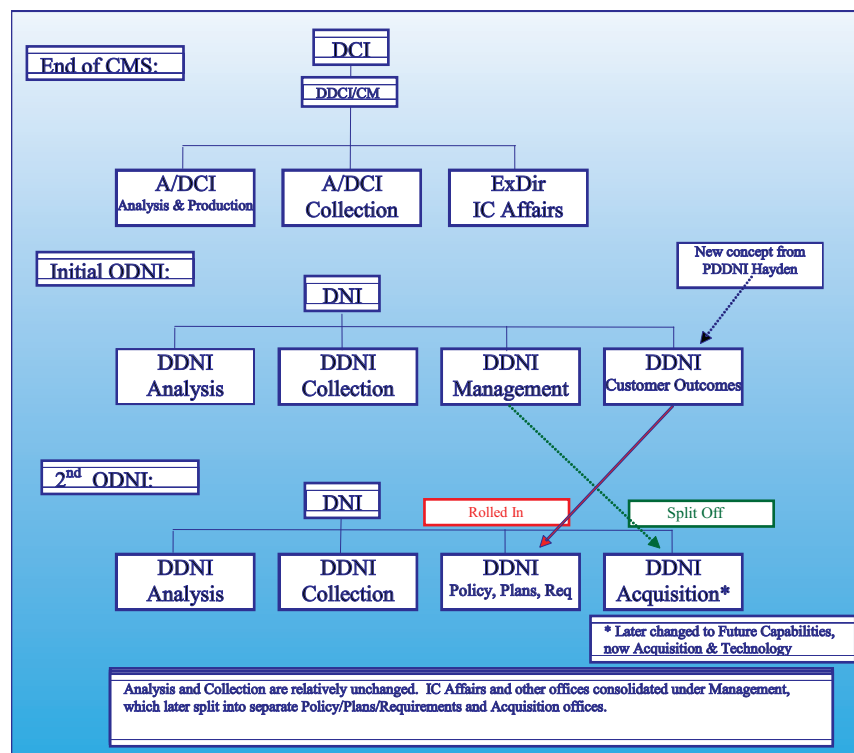 DCI
End of CMS:
DDCI/CM
A/DCI
Analysis & Production
A/DCI
Collection
ExDir
IC Affairs
New concept from
PDDNI Hayden
Initial ODNI:
DNI
DDNI
Analysis
DDNI
Collection
DDNI
Management
DDNI
Customer Outcomes
2nd ODNI:
DNI
Rolled In
Split Off
DDNI
Analysis
DDNI
Collection
DDNI
Policy, Plans, Req
DDNI
Acquisition*
* Later changed to Future Capabilities,
now Acquisition & Technology
Analysis and Collection are relatively unchanged. IC Affairs and other offices consolidated under Management,
which later split into separate Policy/Plans/Requirements and Acquisition offices.